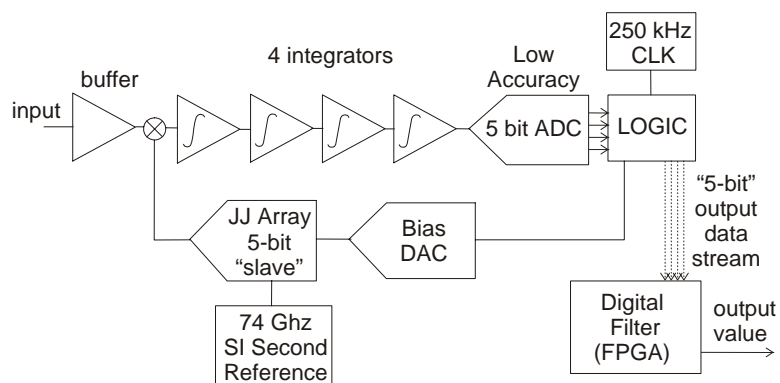 250 kHz
CLK
4 integrators
Low
Accuracy
buffer
input
5 bit ADC
LOGIC
JJ Array
5-bit
“slave”
Bias
DAC
“5-bit”
output
data
stream
74 Ghz
SI Second
Reference
Digital
Filter
(FPGA)
output
value